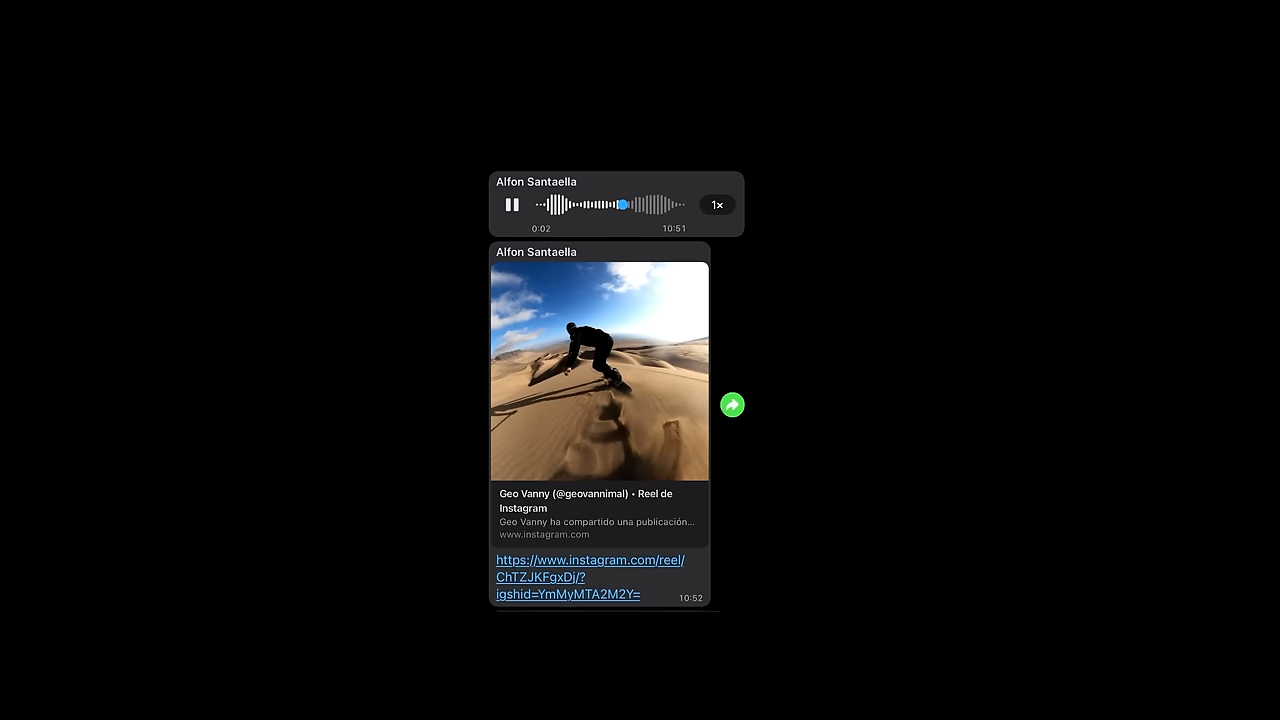 Alfon Santaella
1×
0:02
10:51
Alfon Santaella
Geo Vanny (@geovannimal) • Reel de
Instagram
Geo Vanny ha compartido una publicación...
www.instagram.com
https://www.instagram.com/reel/
ChTZJKFgxDj/?
igshid=YmMyMTA2M2Y=
10:52